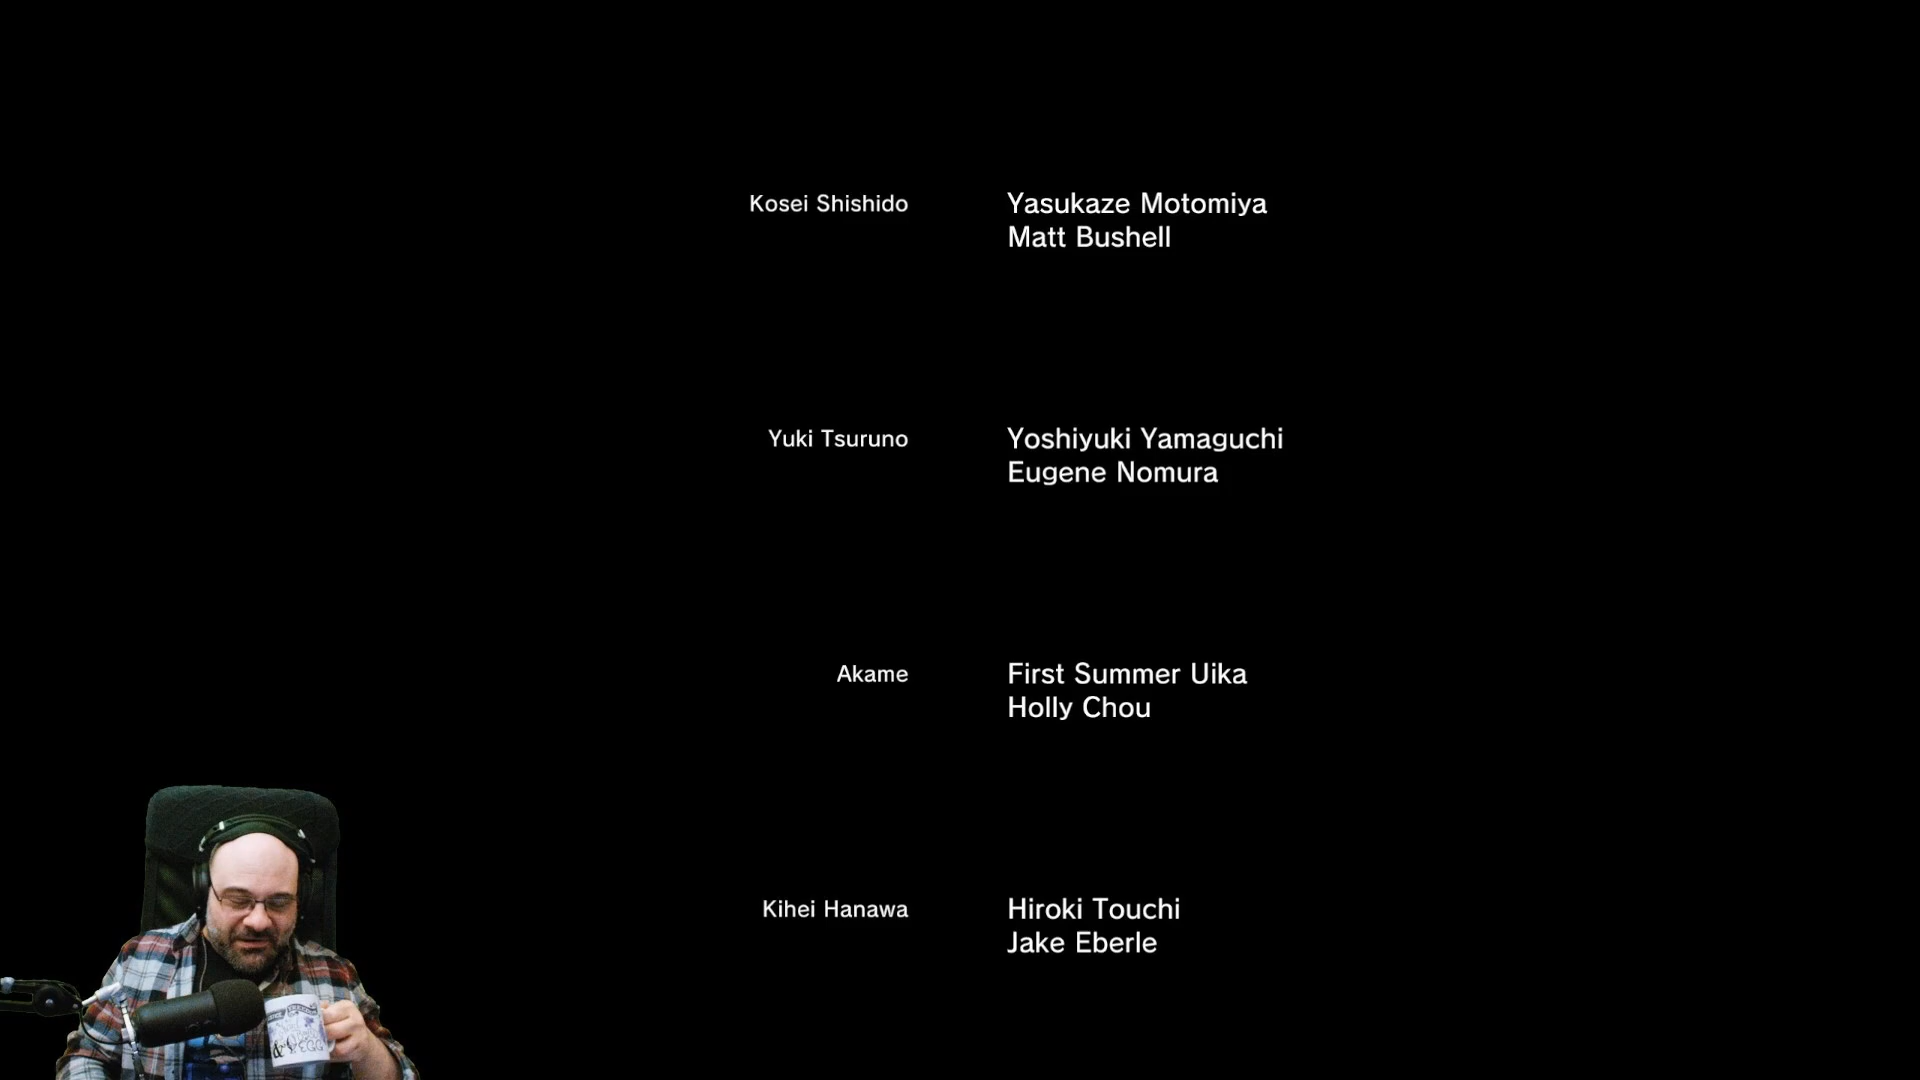 Kosei Shishido
Yasukaze Motomiya
Matt Bushell
Yuki Tsuruno
Yoshiyuki Yamaguchi
Eugene Nomura
Akame
First Summer Uika
Holly Chou
Kihei Hanawa
Hiroki Touchi
Jake Eberle